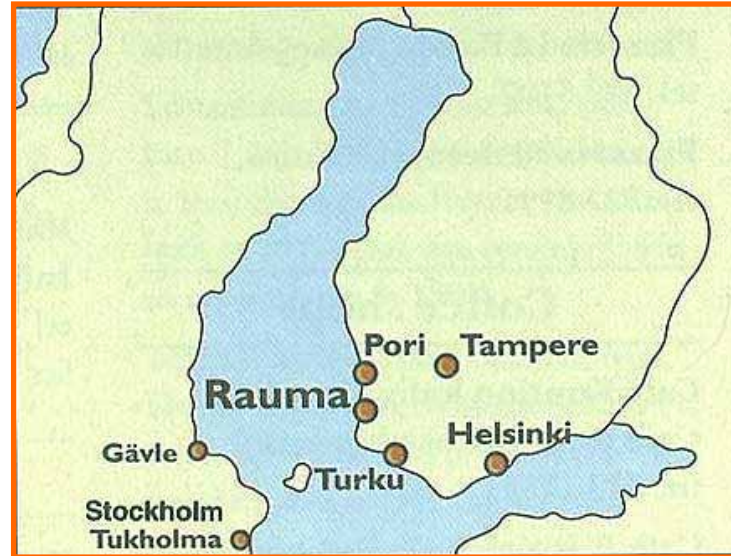 Pori
Tampere
Rauma
Helsinki
Gävle
Turku
Stockholm
Tukholma